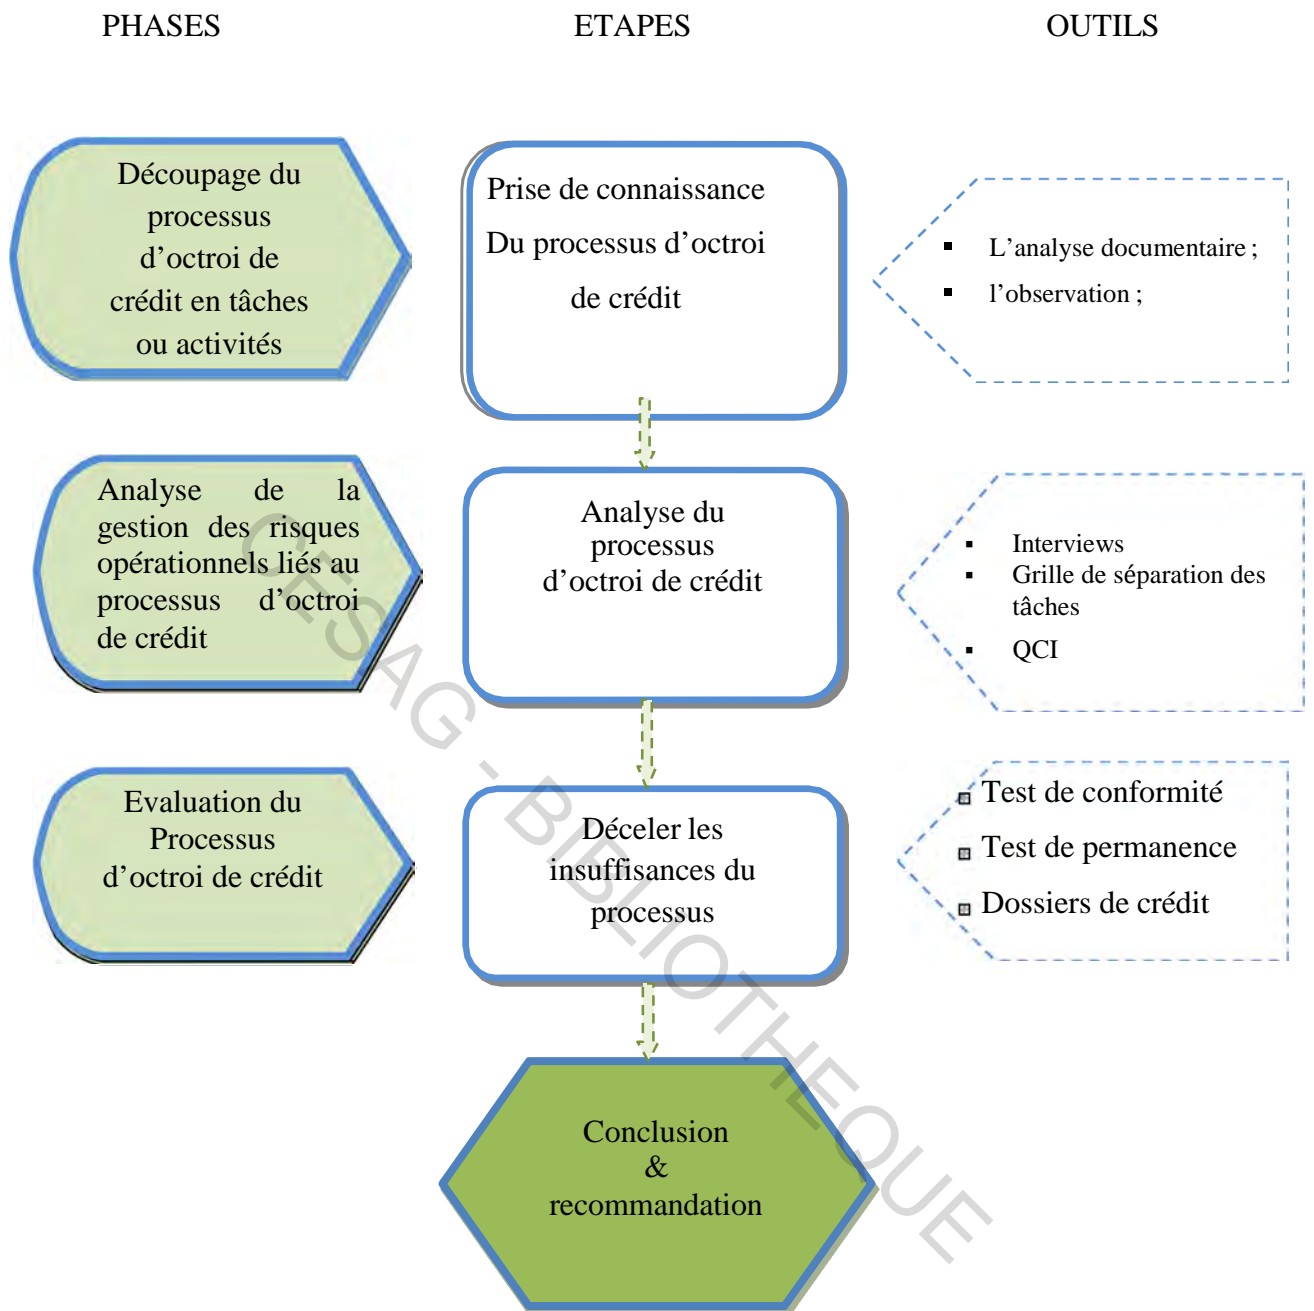 PHASES
ETAPES
OUTILS
Découpage du
processus
d’octroi de
crédit en tâches
ou activités
Prise de connaissance
Du processus d’octroi
de crédit
▪ L’analyse documentaire ;
▪ l’observation ;
Analyse de la
gestion des risques
opérationnels liés au
processus d’octroi
de crédit
Analyse du
processus
d’octroi de crédit
▪ Interviews
▪ Grille de séparation des
tâches
▪ QCI
Evaluation du
Processus
d’octroi de crédit
Déceler les
insuffisances du
processus
Test de conformité
Test de permanence
Dossiers de crédit
Conclusion
&
recommandation
CESAG - BIBLIOTHEQUE